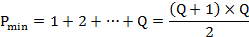 P_min = 1 + 2 + ⋯ + Q = ((Q + 1) × Q) / 2